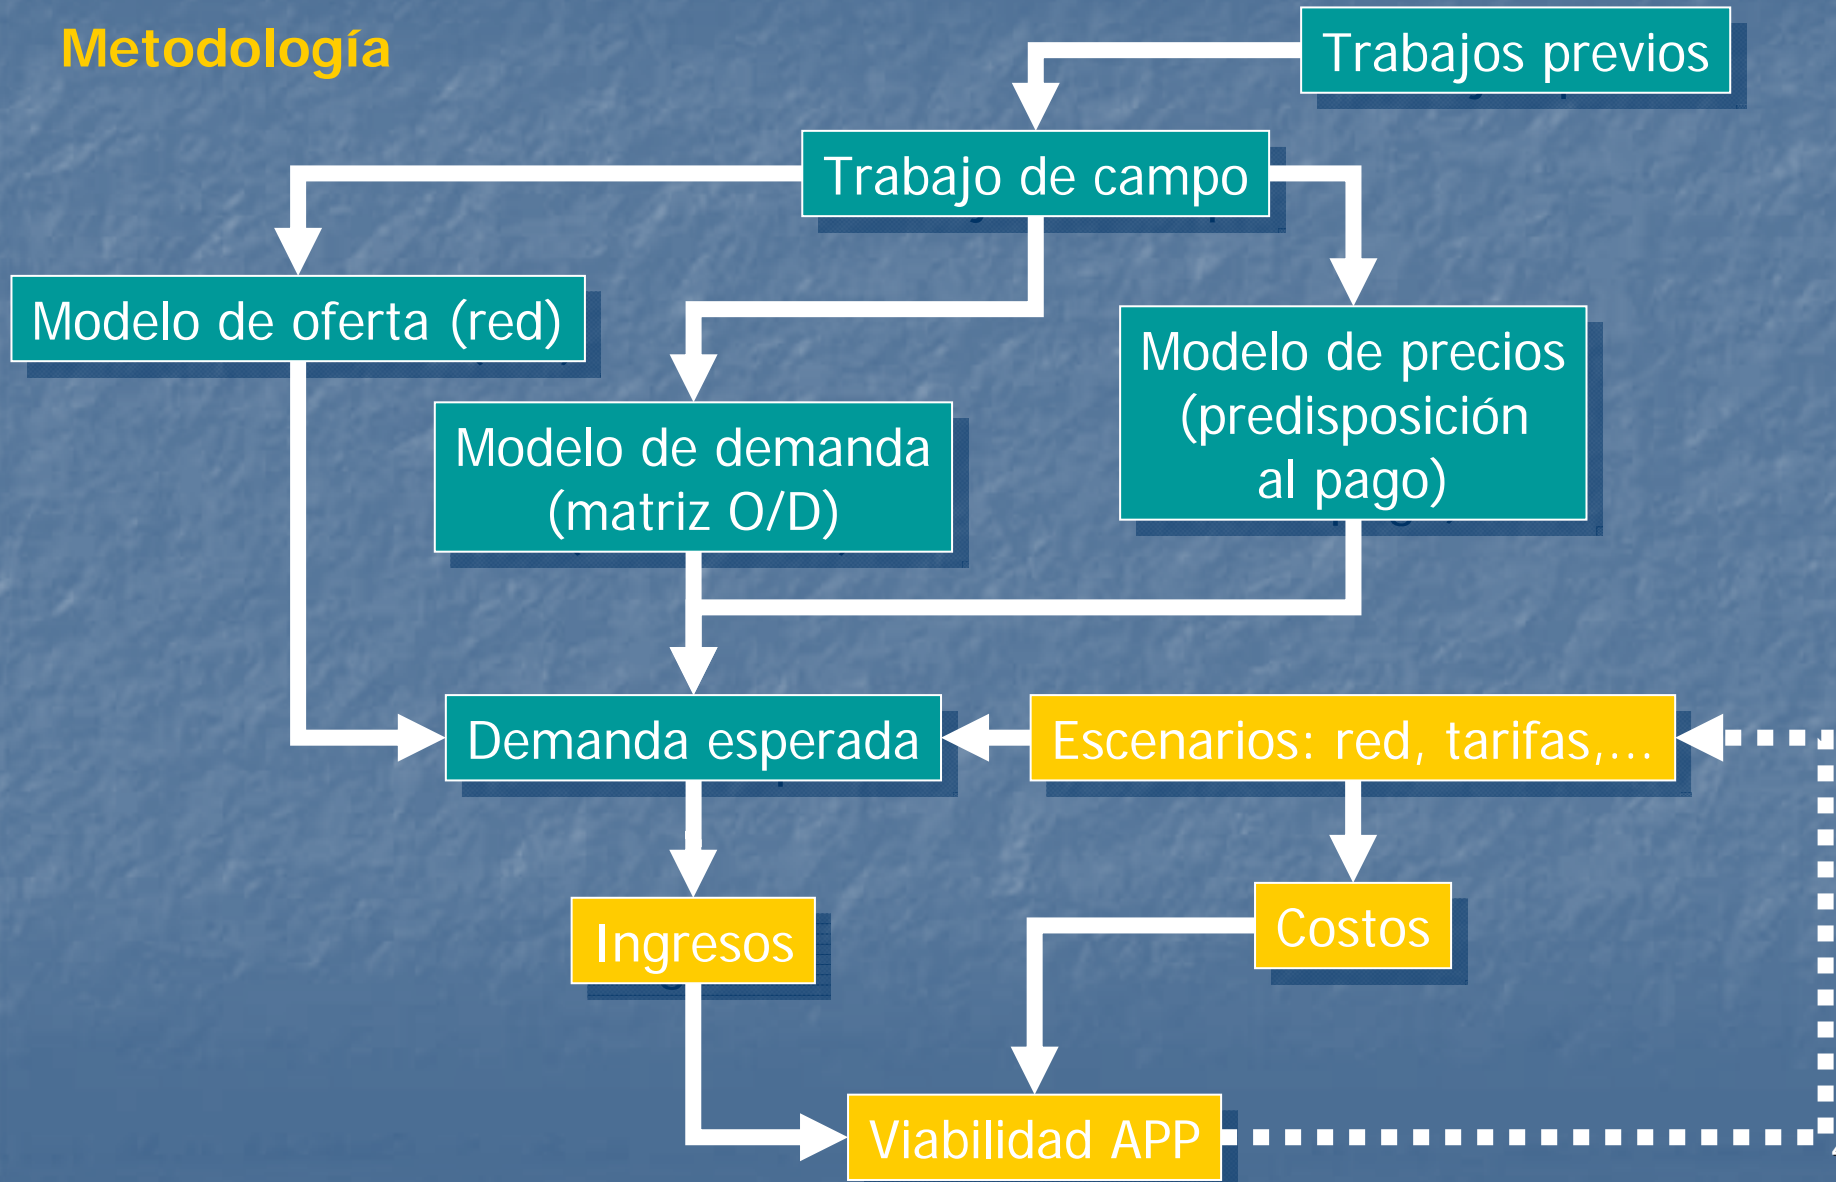 Metodología
Trabajos previos
Trabajo de campo
Modelo de oferta (red)
Modelo de precios
(predisposición
al pago)
Modelo de demanda
(matriz O/D)
Demanda esperada
Escenarios: red, tarifas,...
Ingresos
Costos
Viabilidad APP